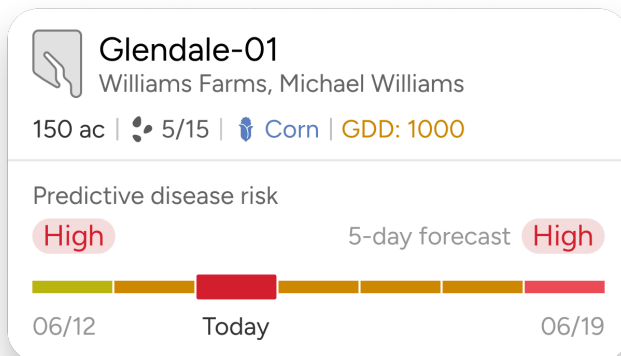 Glendale-01
Williams Farms, Michael Williams
150 ac | 5/15 | Corn | GDD: 1000
Predictive disease risk
High 5-day forecast High
06/12 Today 06/19